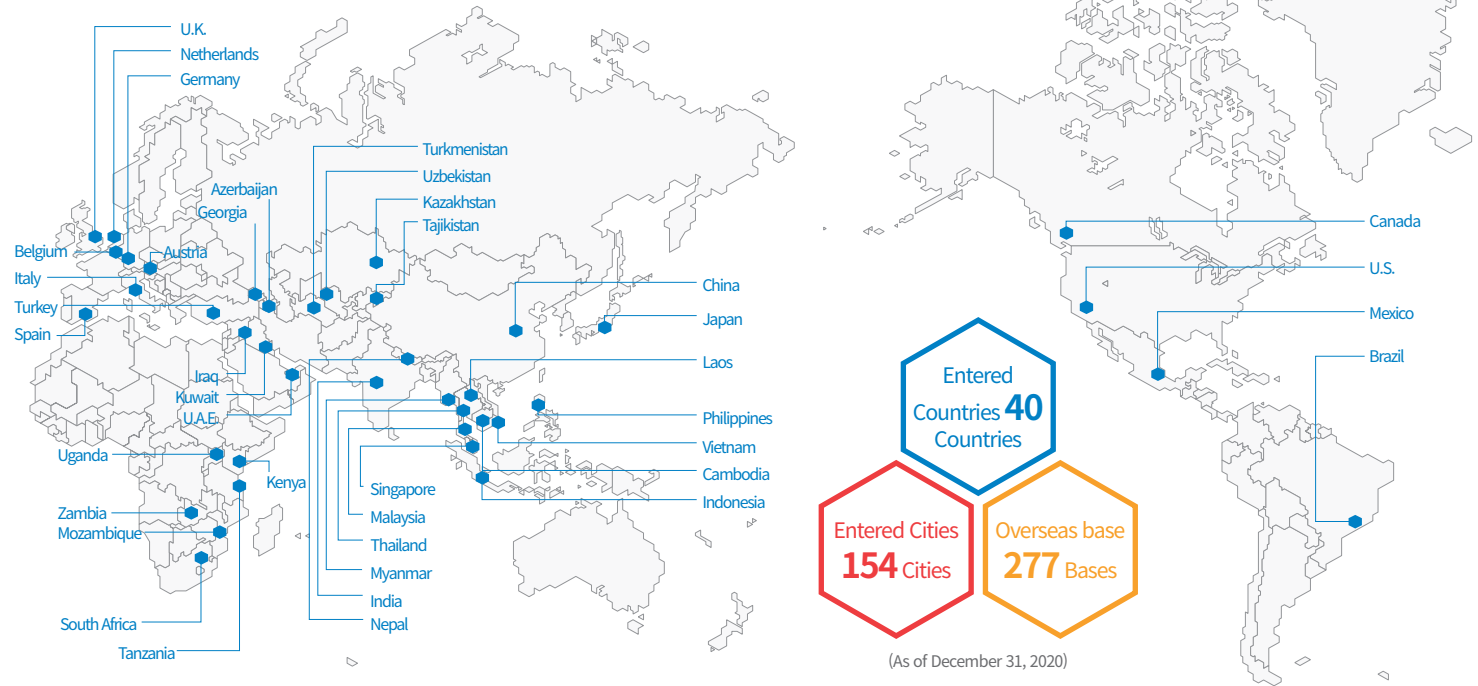 U.K.
Netherlands
Germany
Turkmenistan
Uzbekistan
Azerbaijan
Kazakhstan
Georgia
Tajikistan
Belgium
Austria
Italy
Turkey
Spain
China
Japan
Laos
Iraq
Kuwait
U.A.E.
Philippines
Vietnam
Cambodia
Indonesia
Uganda
Kenya
Singapore
Malaysia
Thailand
Myanmar
India
Nepal
Zambia
Mozambique
South Africa
Tanzania
Canada
U.S.
Mexico
Brazil
Entered
Countries 40
Countries
Entered Cities
154 Cities
Overseas base
277 Bases
(As of December 31, 2020)